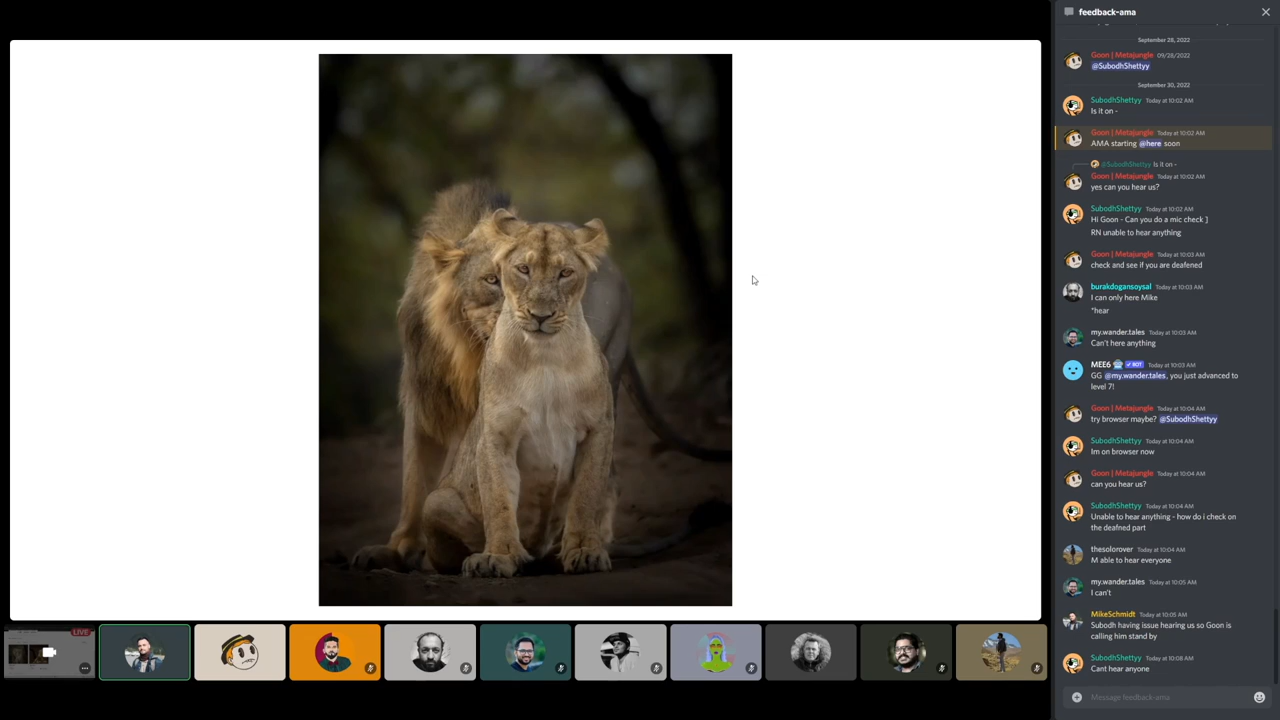 feedback-ama
September 28, 2022
Goon | Metajungle 09/28/2022
@SubodhShettyy
September 30, 2022
SubodhShettyy Today at 10:02 AM
Is it on -
Goon | Metajungle Today at 10:02 AM
AMA starting @here soon
@SubodhShettyy Is it on -
Goon | Metajungle Today at 10:02 AM
yes can you hear us?
SubodhShettyy Today at 10:02 AM
Hi Goon - Can you do a mic check ]
RN unable to hear anything
Goon | Metajungle Today at 10:03 AM
check and see if you are deafened
burakdogansoysal Today at 10:03 AM
I can only here Mike
*hear
my.wander.tales Today at 10:03 AM
Can't here anything
MEE6 BOT Today at 10:03 AM
GG @my.wander.tales, you just advanced to
level 7!
Goon | Metajungle Today at 10:04 AM
try browser maybe? @SubodhShettyy
SubodhShettyy Today at 10:04 AM
Im on browser now
Goon | Metajungle Today at 10:04 AM
can you hear us?
SubodhShettyy Today at 10:04 AM
Unable to hear anything - how do i check on
the deafned part
thesolorover Today at 10:04 AM
M able to hear everyone
my.wander.tales Today at 10:05 AM
I can't
MikeSchmidt Today at 10:05 AM
Subodh having issue hearing us so Goon is
calling him stand by
SubodhShettyy Today at 10:08 AM
Cant hear anyone
Message feedback-ama
LIVE